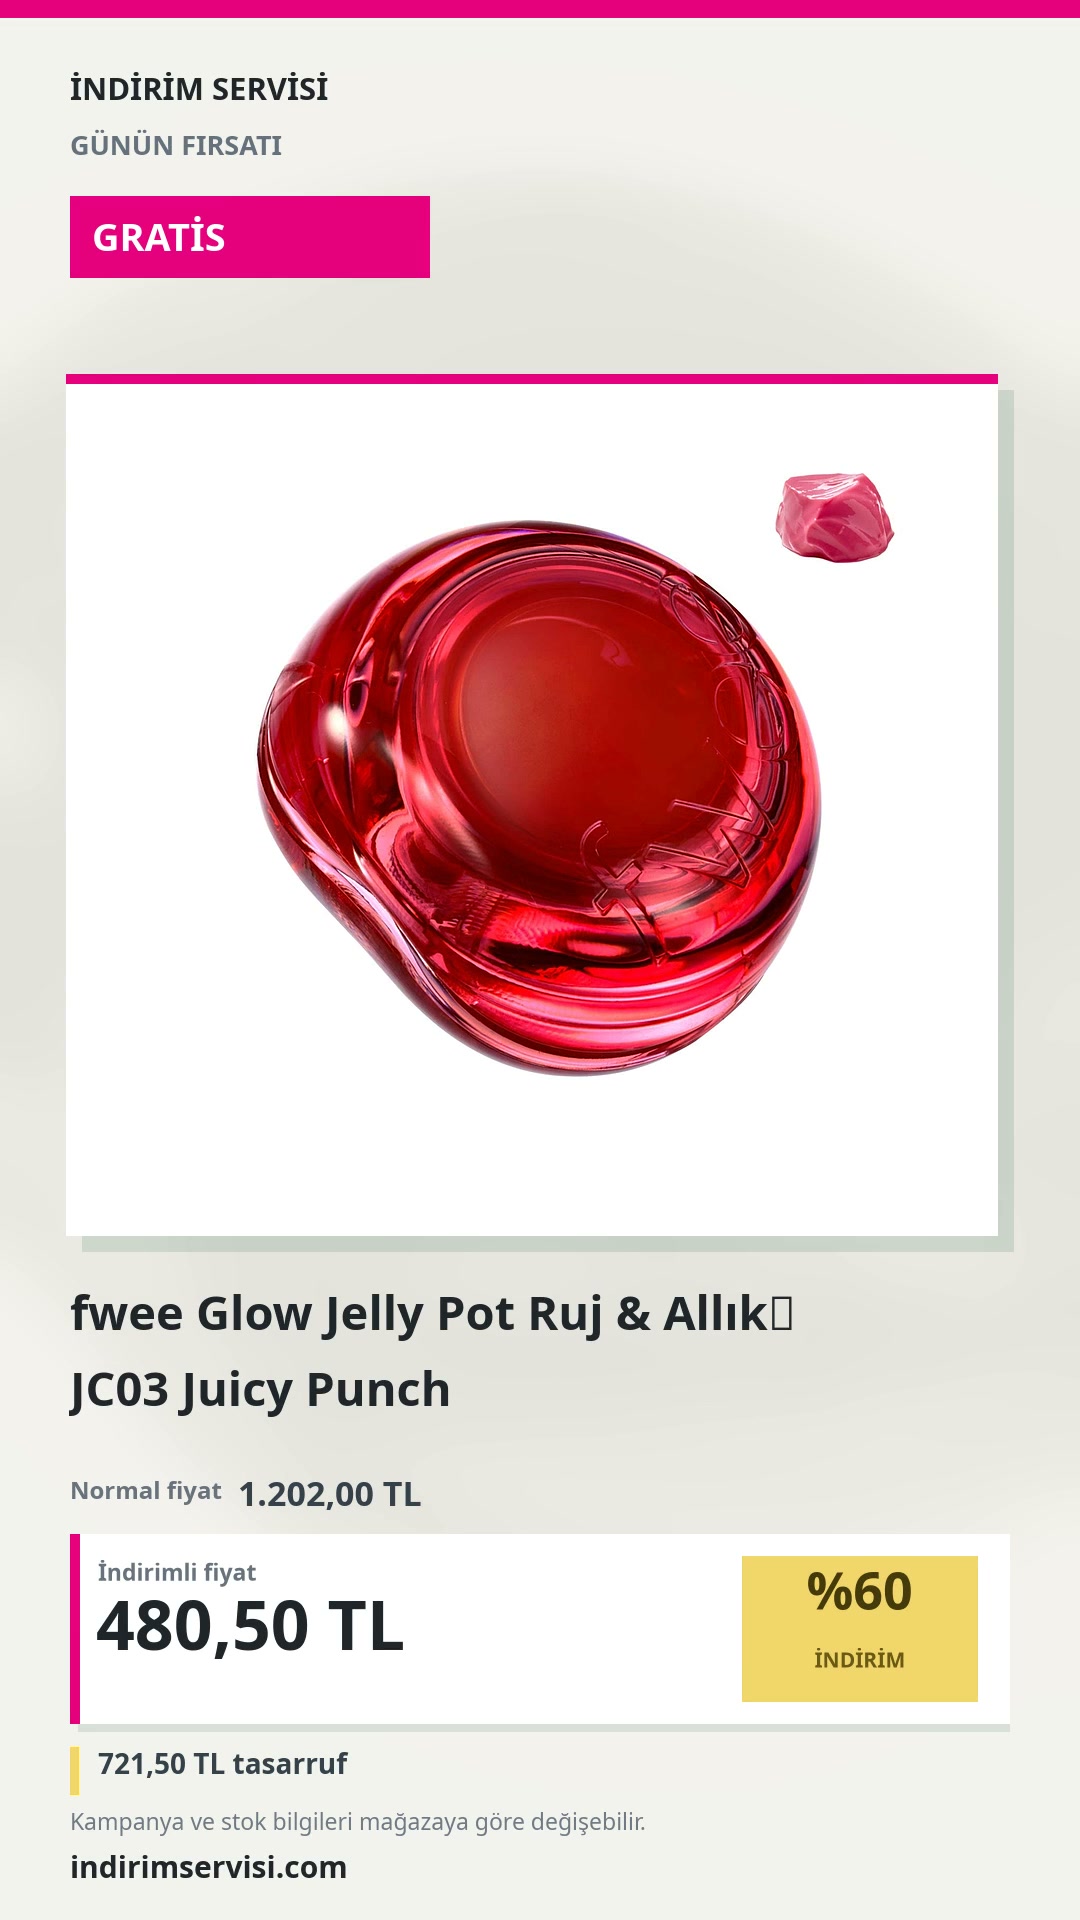 İNDİRİM SERVİSİ
GÜNÜN FIRSATI
GRATİS
fwee
fwee Glow Jelly Pot Ruj & Allık
JC03 Juicy Punch
Normal fiyat 1.202,00 TL
İndirimli fiyat
480,50 TL
%60
İNDİRİM
721,50 TL tasarruf
Kampanya ve stok bilgileri mağazaya göre değişebilir.
indirimservisi.com